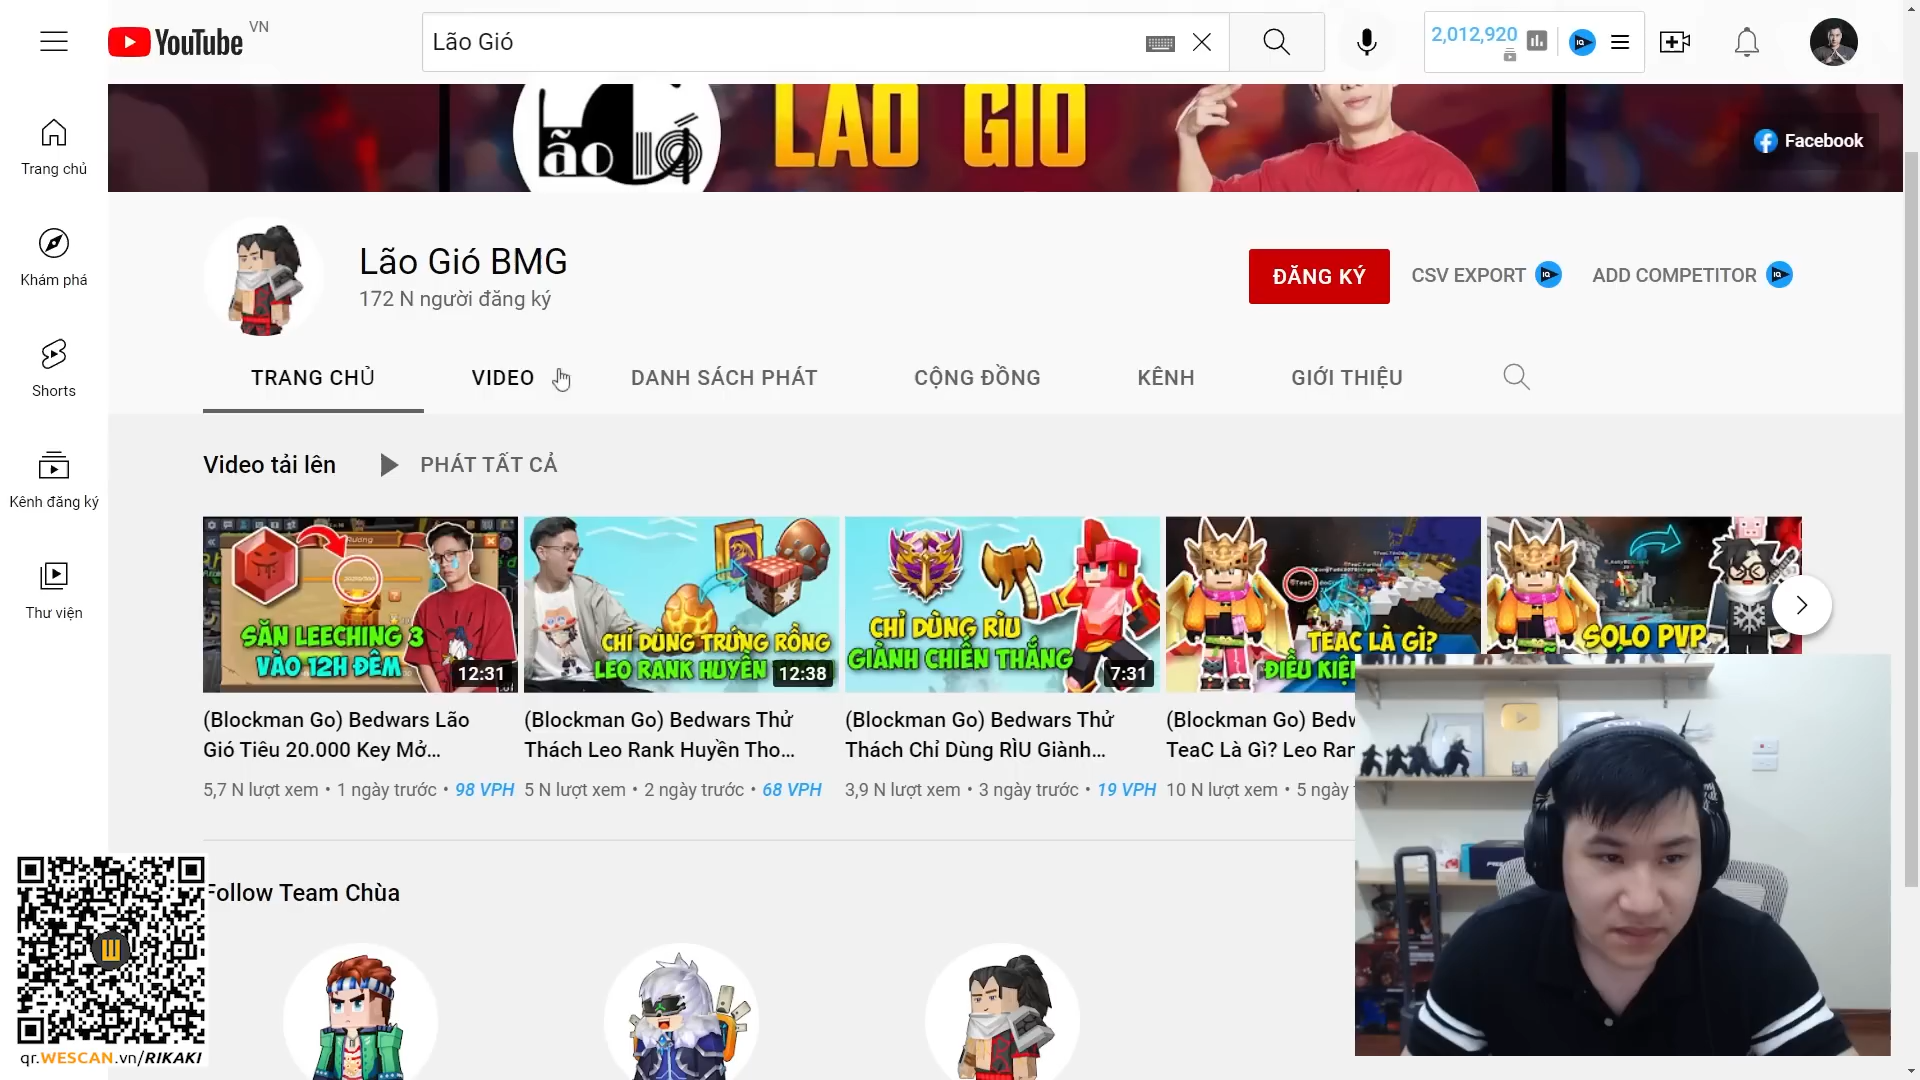 YouTube VN
Lão Gió
2,012,920
IQ
LÃO GIÓ
ão Gió
Facebook
Trang chủ
Khám phá
Shorts
Kênh đăng ký
Thư viện
Lão Gió BMG
172 N người đăng ký
ĐĂNG KÝ
CSV EXPORT
ADD COMPETITOR
TRANG CHỦ
VIDEO
DANH SÁCH PHÁT
CỘNG ĐỒNG
KÊNH
GIỚI THIỆU
Video tải lên
PHÁT TẤT CẢ
SĂN LEECHING 3
VÀO 12H ĐÊM
12:31
CHỈ DÙNG TRỨNG RỒNG
LEO RANK HUYỀN
12:38
CHỈ DÙNG RÌU
GIÀNH CHIẾN THẮNG
7:31
TEAC LÀ GÌ?
ĐIỀU KIỆ
SOLO PVP
(Blockman Go) Bedwars Lão
Gió Tiêu 20.000 Key Mở...
5,7 N lượt xem • 1 ngày trước • 98 VPH
(Blockman Go) Bedwars Thử
Thách Leo Rank Huyền Tho...
5 N lượt xem • 2 ngày trước • 68 VPH
(Blockman Go) Bedwars Thử
Thách Chỉ Dùng RÌU Giành...
3,9 N lượt xem • 3 ngày trước • 19 VPH
(Blockman Go) Bedw
TeaC Là Gì? Leo Ran
10 N lượt xem • 5 ngày
Follow Team Chùa
qr.WESCAN.vn/RIKAKI